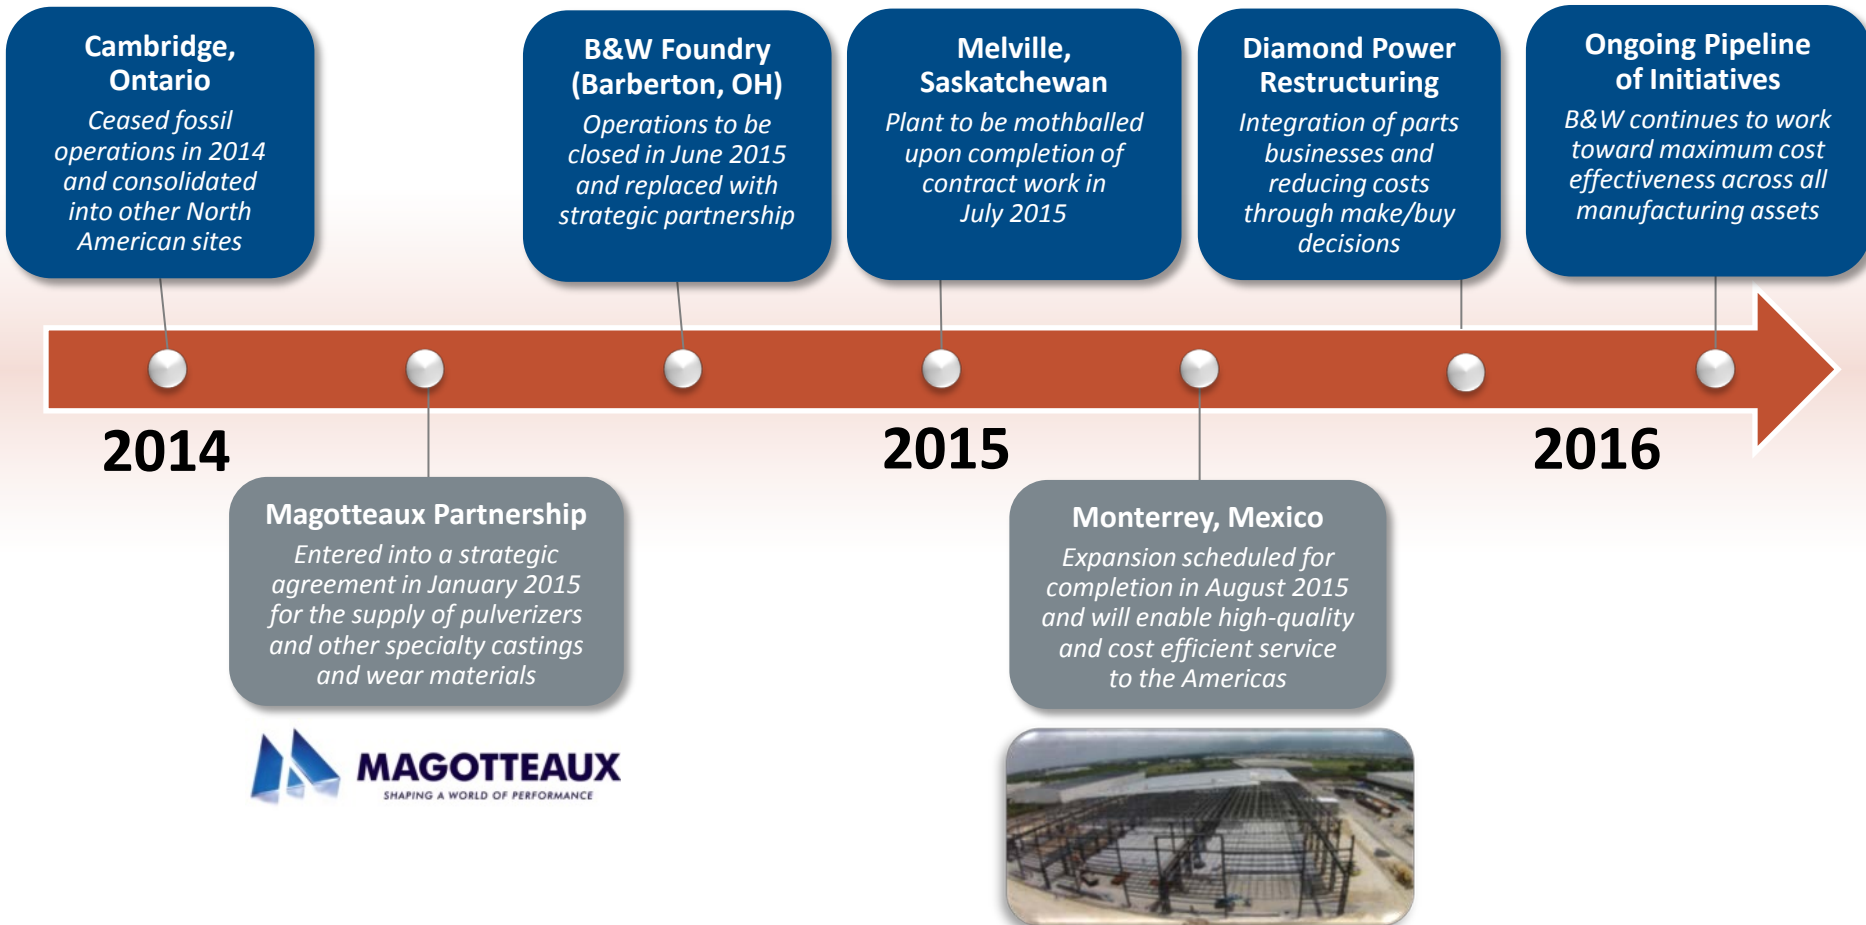 Cambridge,
Ontario
Ceased fossil
operations in 2014
and consolidated
into other North
American sites
B&W Foundry
(Barberton, OH)
Operations to be
closed in June 2015
and replaced with
strategic partnership
Melville,
Saskatchewan
Plant to be mothballed
upon completion of
contract work in
July 2015
Diamond Power
Restructuring
Integration of parts
businesses and
reducing costs
through make/buy
decisions
Ongoing Pipeline
of Initiatives
B&W continues to work
toward maximum cost
effectiveness across all
manufacturing assets
2014
2015
2016
Magotteaux Partnership
Entered into a strategic
agreement in January 2015
for the supply of pulverizers
and other specialty castings
and wear materials
MAGOTTEAUX
SHAPING A WORLD OF PERFORMANCE
Monterrey, Mexico
Expansion scheduled for
completion in August 2015
and will enable high-quality
and cost efficient service
to the Americas